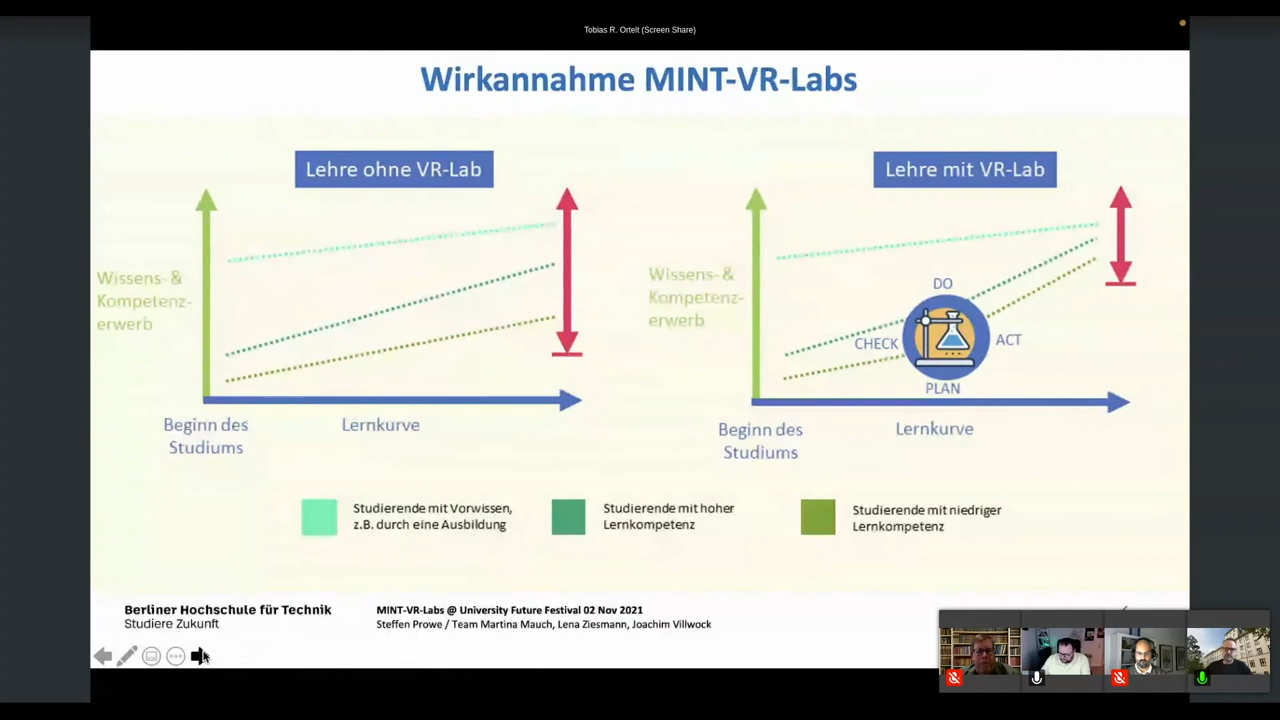 Tobias R. Ortelt (Screen Share)
Wirkannahme MINT-VR-Labs
Lehre ohne VR-Lab
Wissens- &
Kompetenz-
erwerb
Beginn des
Studiums
Lernkurve
Lehre mit VR-Lab
Wissens- &
Kompetenz-
erwerb
DO
CHECK
ACT
PLAN
Beginn des
Studiums
Lernkurve
Studierende mit Vorwissen,
z.B. durch eine Ausbildung
Studierende mit hoher
Lernkompetenz
Studierende mit niedriger
Lernkompetenz
Berliner Hochschule für Technik
Studiere Zukunft
MINT-VR-Labs @ University Future Festival 02 Nov 2021
Steffen Prowe / Team Martina Mauch, Lena Ziesmann, Joachim Villwock